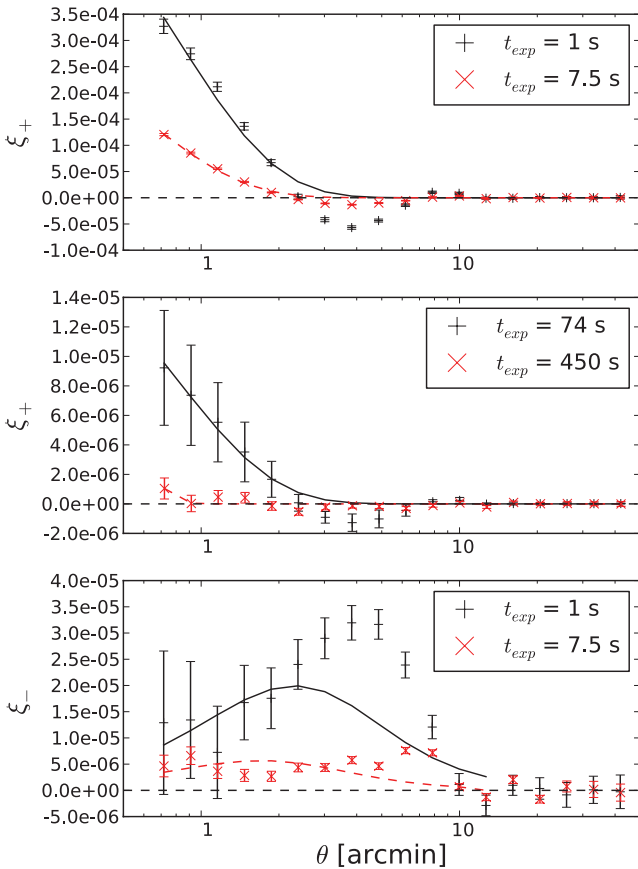 3.5e-04
3.0e-04
2.5e-04
2.0e-04
1.5e-04
1.0e-04
5.0e-05
0.0e+00
-5.0e-05
-1.0e-04
ξ+
t_exp = 1 s
t_exp = 7.5 s
1
10
1.4e-05
1.2e-05
1.0e-05
8.0e-06
6.0e-06
4.0e-06
2.0e-06
0.0e+00
-2.0e-06
ξ+
t_exp = 74 s
t_exp = 450 s
1
10
4.0e-05
3.5e-05
3.0e-05
2.5e-05
2.0e-05
1.5e-05
1.0e-05
5.0e-06
0.0e+00
-5.0e-06
ξ−
t_exp = 1 s
t_exp = 7.5 s
1
10
θ [arcmin]